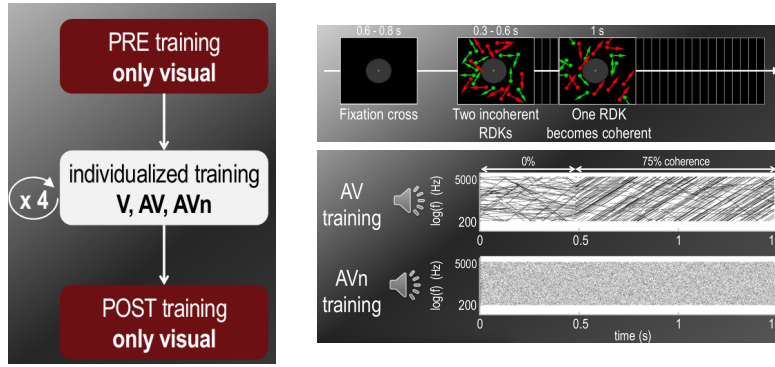 PRE training
only visual
individualized training
V, AV, AVn
x 4
POST training
only visual
0.6 - 0.8 s
0.3 - 0.6 s
1 s
Fixation cross
Two incoherent
RDKs
One RDK
becomes coherent
0%
75% coherence
AV
training
log(f) (Hz)
5000
200
0
0.5
1
1
AVn
training
log(f) (Hz)
5000
200
0
0.5
1
1
time (s)